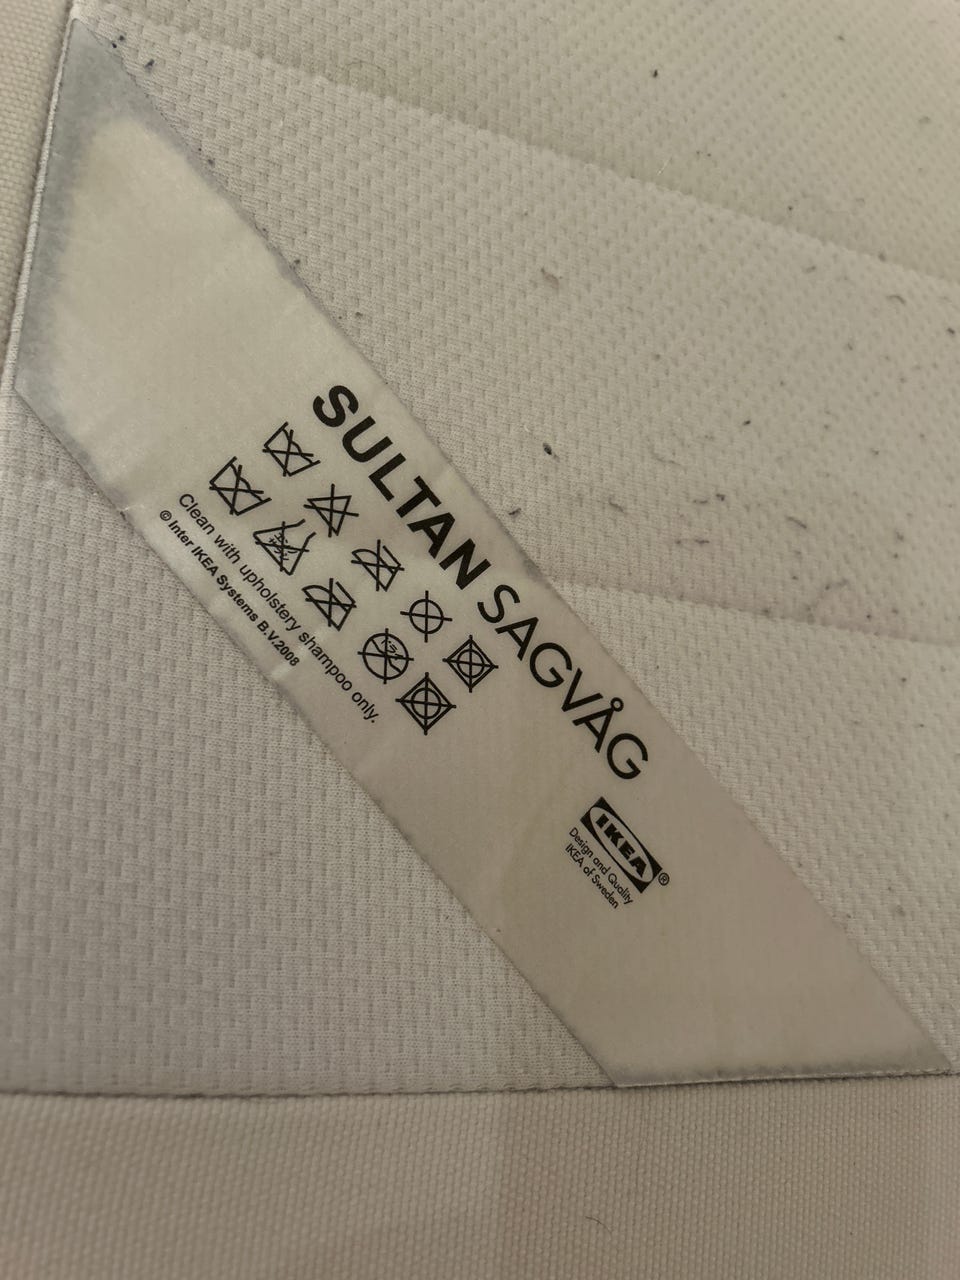 SULTAN SAGVÅG
Clean with upholstery shampoo only.
© Inter IKEA Systems B.V.2008
IKEA®
Design and Quality
IKEA of Sweden